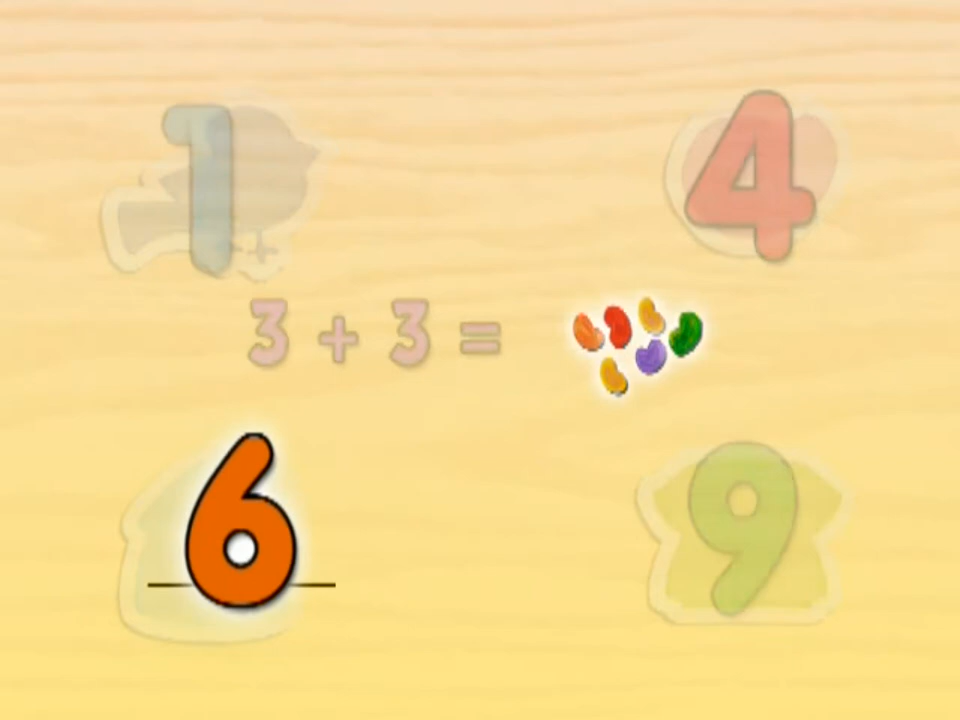 1 4
3 + 3 =
6 9